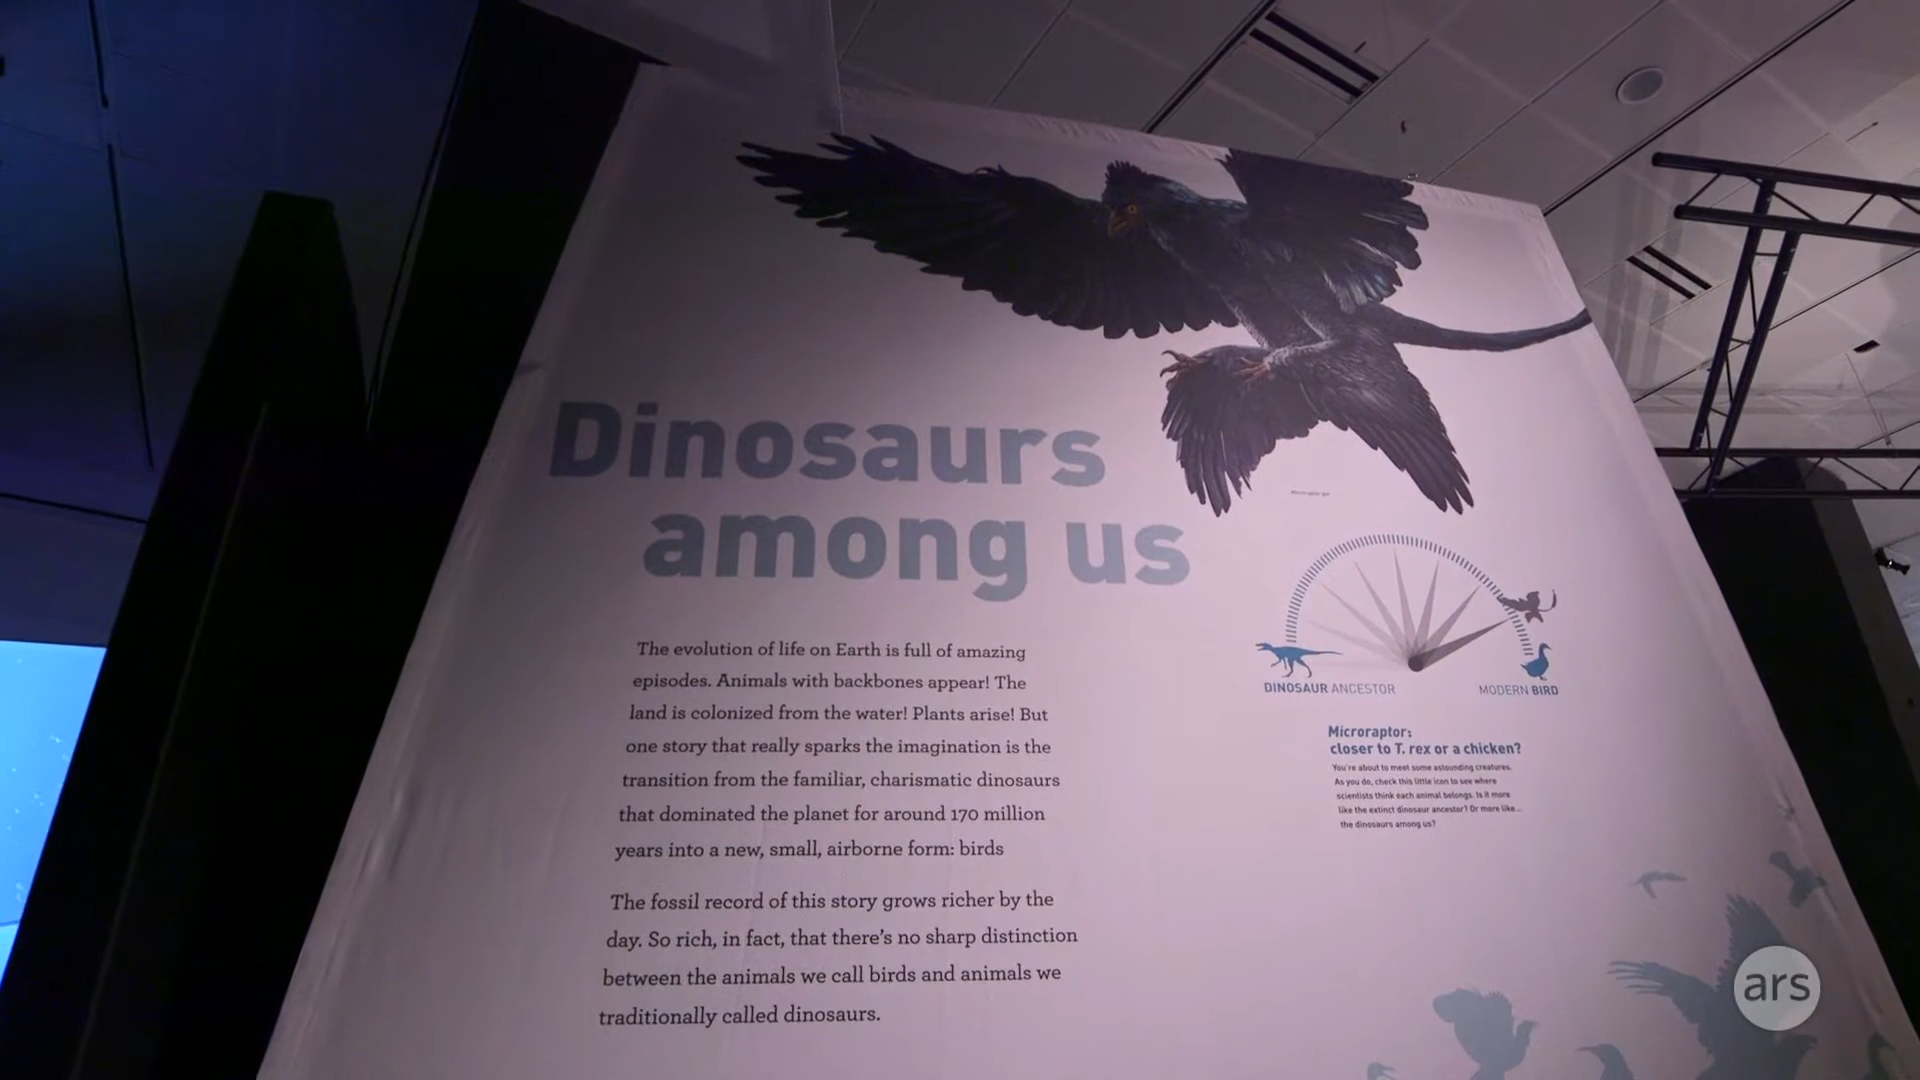 Dinosaurs
among us
The evolution of life on Earth is full of amazing
episodes. Animals with backbones appear! The
land is colonized from the water! Plants arise! But
one story that really sparks the imagination is the
transition from the familiar, charismatic dinosaurs
that dominated the planet for around 170 million
years into a new, small, airborne form: birds
The fossil record of this story grows richer by the
day. So rich, in fact, that there's no sharp distinction
between the animals we call birds and animals we
traditionally called dinosaurs.
DINOSAUR ANCESTOR
MODERN BIRD
Microraptor:
closer to T. rex or a chicken?
You're about to meet some astounding creatures.
As you do, check this little icon to see where
scientists think each animal belongs. Is it more
like the extinct dinosaur ancestor? Or more like...
the dinosaurs among us?
ars